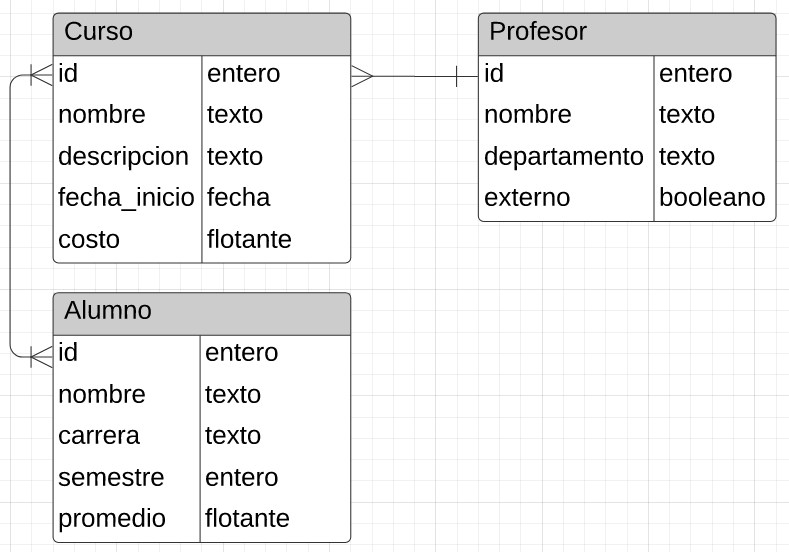 Curso
id entero
nombre texto
descripcion texto
fecha_inicio fecha
costo flotante
Profesor
id entero
nombre texto
departamento texto
externo booleano
Alumno
id entero
nombre texto
carrera texto
semestre entero
promedio flotante